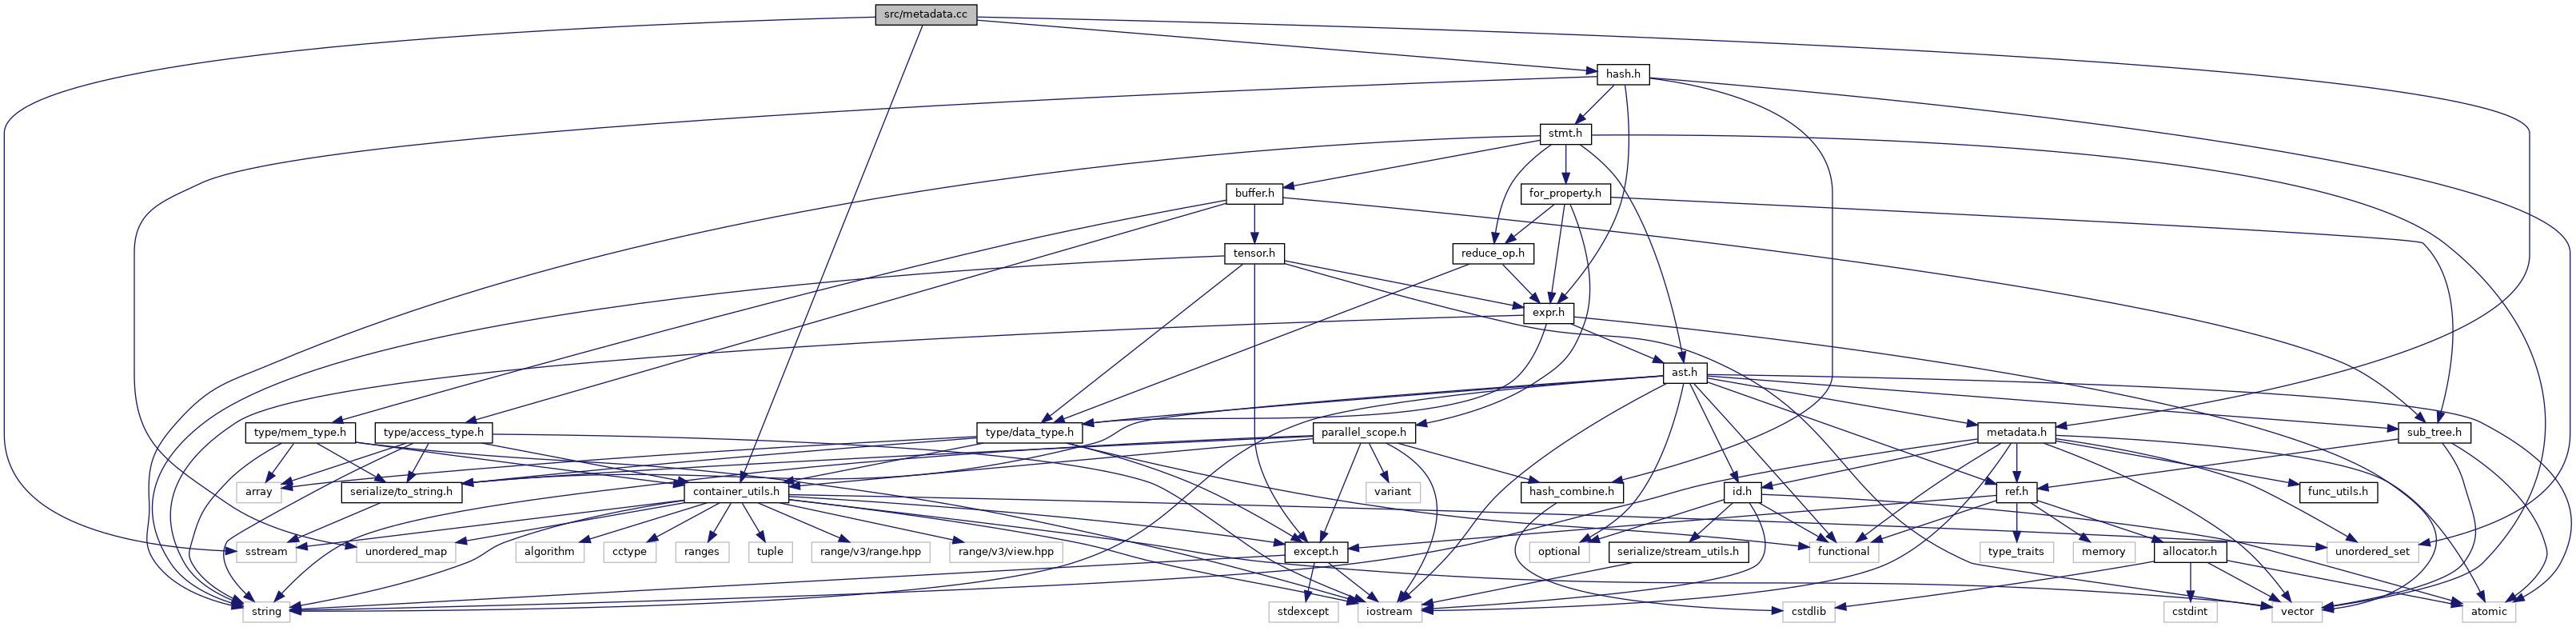 src/metadata.cc
hash.h
stmt.h
buffer.h
for_property.h
tensor.h
reduce_op.h
expr.h
ast.h
type/mem_type.h
type/access_type.h
type/data_type.h
parallel_scope.h
metadata.h
sub_tree.h
array
serialize/to_string.h
container_utils.h
variant
hash_combine.h
id.h
ref.h
func_utils.h
sstream
unordered_map
algorithm
cctype
ranges
tuple
range/v3/range.hpp
range/v3/view.hpp
except.h
optional
serialize/stream_utils.h
functional
type_traits
memory
allocator.h
unordered_set
string
stdexcept
iostream
cstdlib
cstdint
vector
atomic